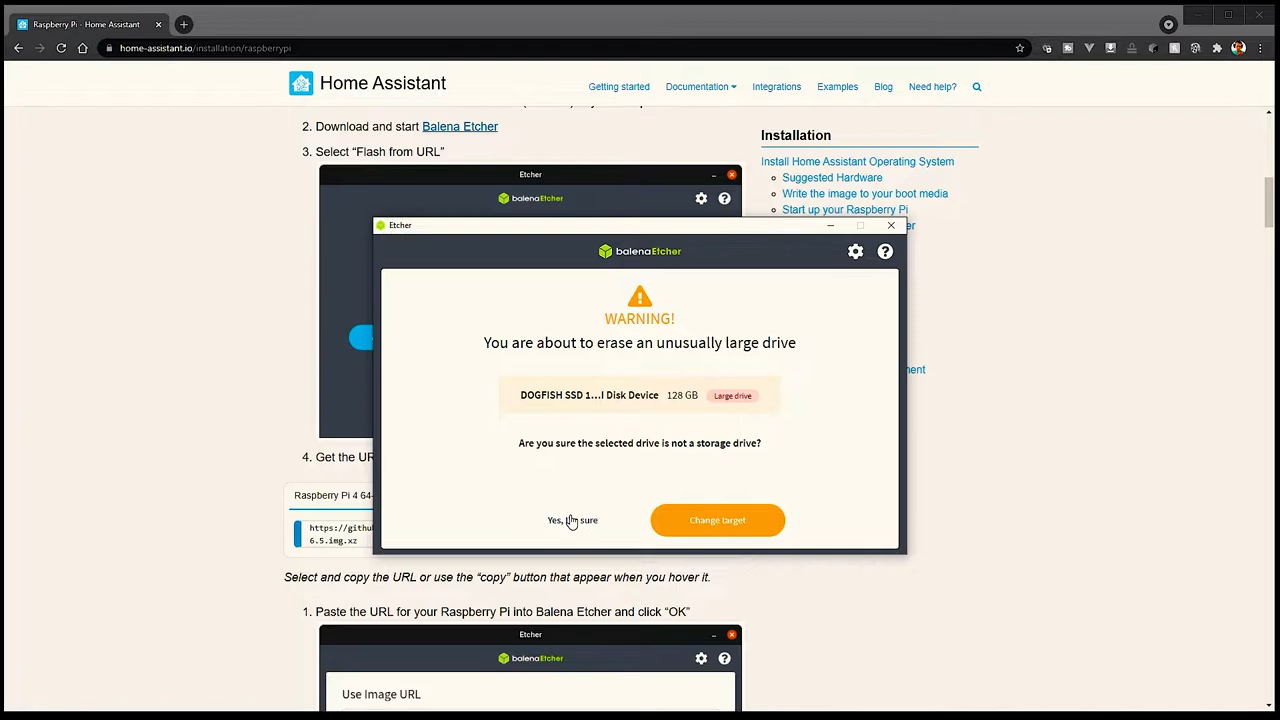 Raspberry Pi - Home Assistant
home-assistant.io/installation/raspberrypi
Home Assistant
Getting started
Documentation
Integrations
Examples
Blog
Need help?
2. Download and start Balena Etcher
3. Select “Flash from URL”
Etcher
balenaEtcher
Installation
Install Home Assistant Operating System
Suggested Hardware
Write the image to your boot media
Start up your Raspberry Pi
Etcher
balenaEtcher
WARNING!
You are about to erase an unusually large drive
DOGFISH SSD 1...l Disk Device 128 GB Large drive
Are you sure the selected drive is not a storage drive?
Yes, sure
Change target
4. Get the UR
Raspberry Pi 4 64-
https://githu
6.5.img.xz
Select and copy the URL or use the “copy” button that appear when you hover it.
1. Paste the URL for your Raspberry Pi into Balena Etcher and click “OK”
Etcher
balenaEtcher
Use Image URL